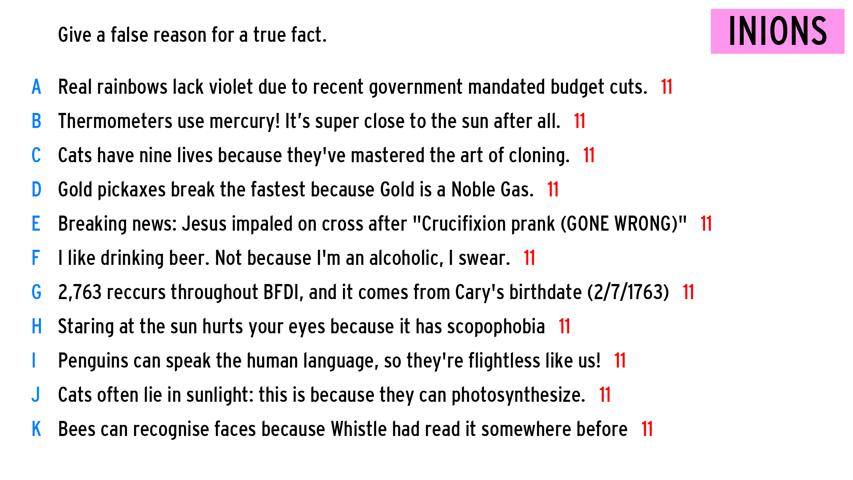 Give a false reason for a true fact.
INIONS
A Real rainbows lack violet due to recent government mandated budget cuts. 11
B Thermometers use mercury! It’s super close to the sun after all. 11
C Cats have nine lives because they've mastered the art of cloning. 11
D Gold pickaxes break the fastest because Gold is a Noble Gas. 11
E Breaking news: Jesus impaled on cross after "Crucifixion prank (GONE WRONG)" 11
F I like drinking beer. Not because I'm an alcoholic, I swear. 11
G 2,763 reccurs throughout BFDI, and it comes from Cary's birthdate (2/7/1763) 11
H Staring at the sun hurts your eyes because it has scopophobia 11
I Penguins can speak the human language, so they're flightless like us! 11
J Cats often lie in sunlight: this is because they can photosynthesize. 11
K Bees can recognise faces because Whistle had read it somewhere before 11